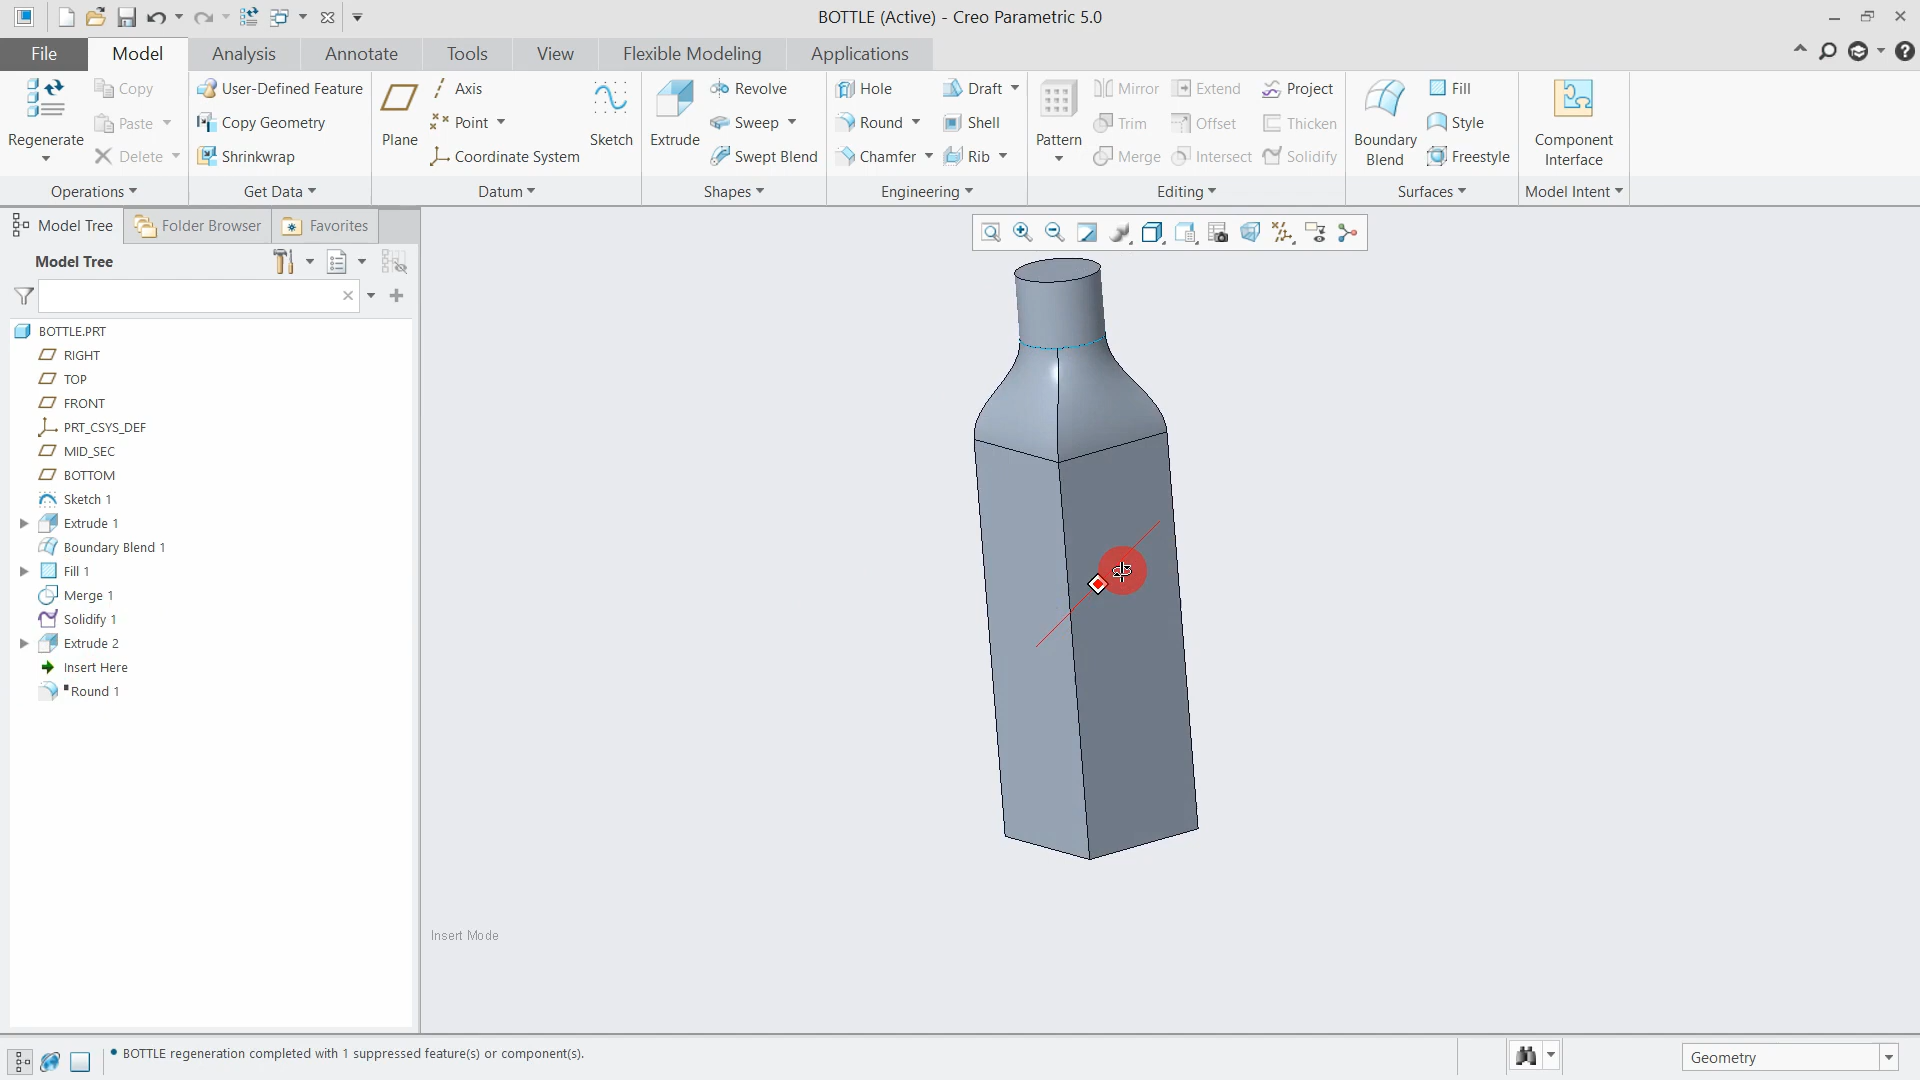 BOTTLE (Active) - Creo Parametric 5.0
File Model Analysis Annotate Tools View Flexible Modeling Applications
Regenerate
Copy
Paste
Delete
Operations
User-Defined Feature
Copy Geometry
Shrinkwrap
Get Data
Plane
Axis
Point
Coordinate System
Sketch
Datum
Extrude
Revolve
Sweep
Swept Blend
Shapes
Hole
Round
Chamfer
Draft
Shell
Rib
Engineering
Pattern
Mirror
Trim
Merge
Extend
Offset
Intersect
Project
Thicken
Solidify
Editing
Boundary
Blend
Fill
Style
Freestyle
Surfaces
Component
Interface
Model Intent
Model Tree Folder Browser Favorites
Model Tree
BOTTLE.PRT
RIGHT
TOP
FRONT
PRT_CSYS_DEF
MID_SEC
BOTTOM
Sketch 1
Extrude 1
Boundary Blend 1
Fill 1
Merge 1
Solidify 1
Extrude 2
Insert Here
Round 1
Insert Mode
BOTTLE regeneration completed with 1 suppressed feature(s) or component(s).
Geometry